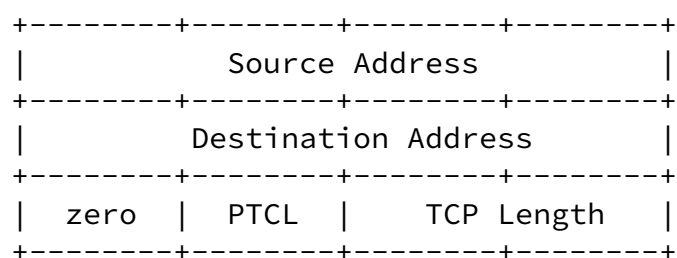 +--------+--------+--------+--------+
|           Source Address          |
+--------+--------+--------+--------+
|         Destination Address       |
+--------+--------+--------+--------+
|  zero  |  PTCL  |    TCP Length   |
+--------+--------+--------+--------+